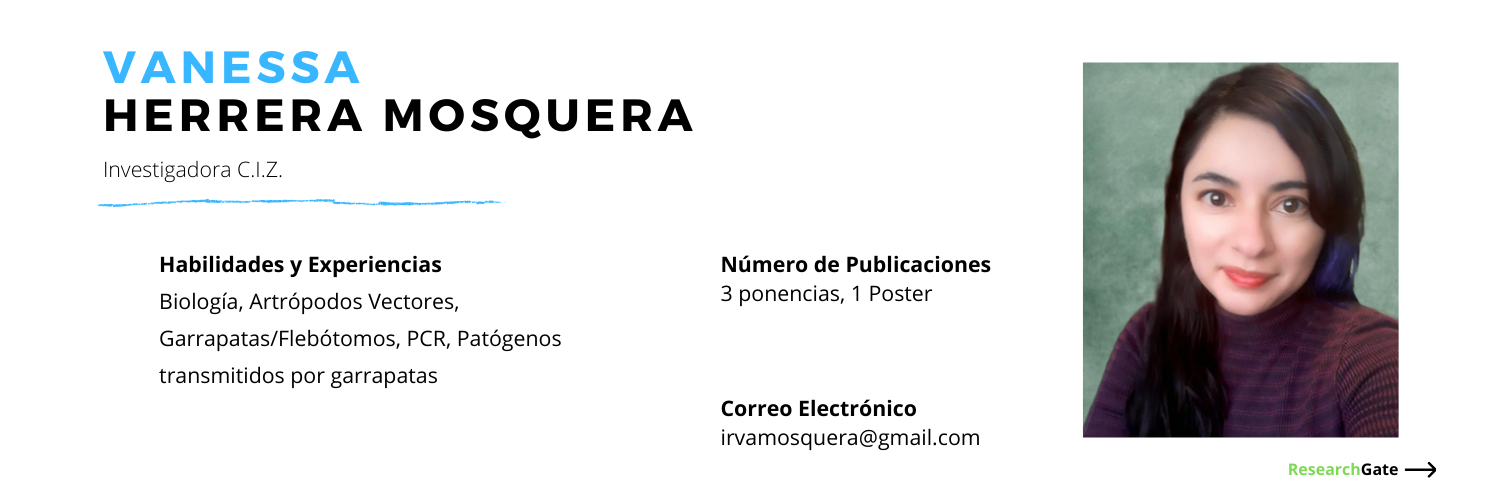 VANESSA
HERRERA MOSQUERA
Investigadora C.I.Z.
Habilidades y Experiencias
Biología, Artrópodos Vectores,
Garrapatas/Flebótomos, PCR, Patógenos
transmitidos por garrapatas
Número de Publicaciones
3 ponencias, 1 Poster
Correo Electrónico
irvamosquera@gmail.com
ResearchGate